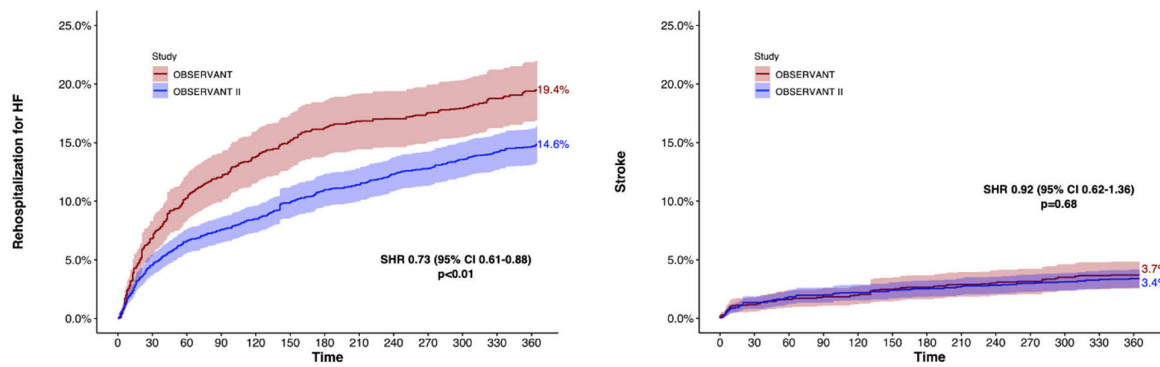 25.0%
20.0%
15.0%
10.0%
5.0%
0.0%
Rehospitalization for HF
Study
OBSERVANT
OBSERVANT II
19.4%
14.6%
SHR 0.73 (95% CI 0.61-0.88)
p<0.01
0 30 60 90 120 150 180 210 240 270 300 330 360
Time
25.0%
20.0%
15.0%
10.0%
5.0%
0.0%
Stroke
Study
OBSERVANT
OBSERVANT II
SHR 0.92 (95% CI 0.62-1.36)
p=0.68
3.7%
3.4%
0 30 60 90 120 150 180 210 240 270 300 330 360
Time